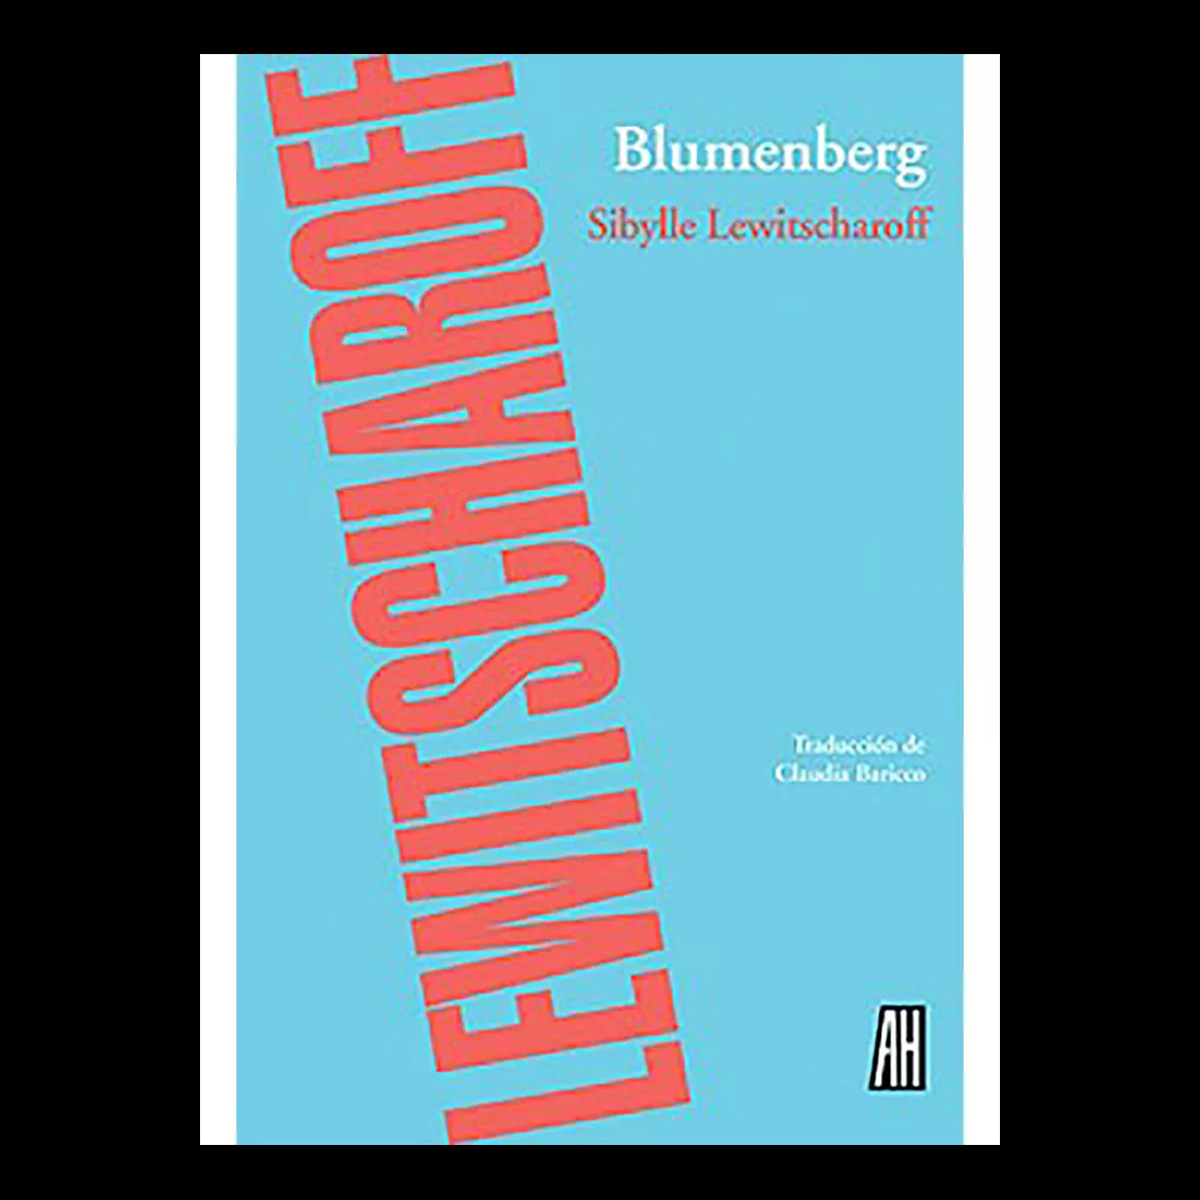 LEWITSCHAROFF
Blumenberg
Sibylle Lewitscharoff
Traducción de
Claudia Baricco
AH